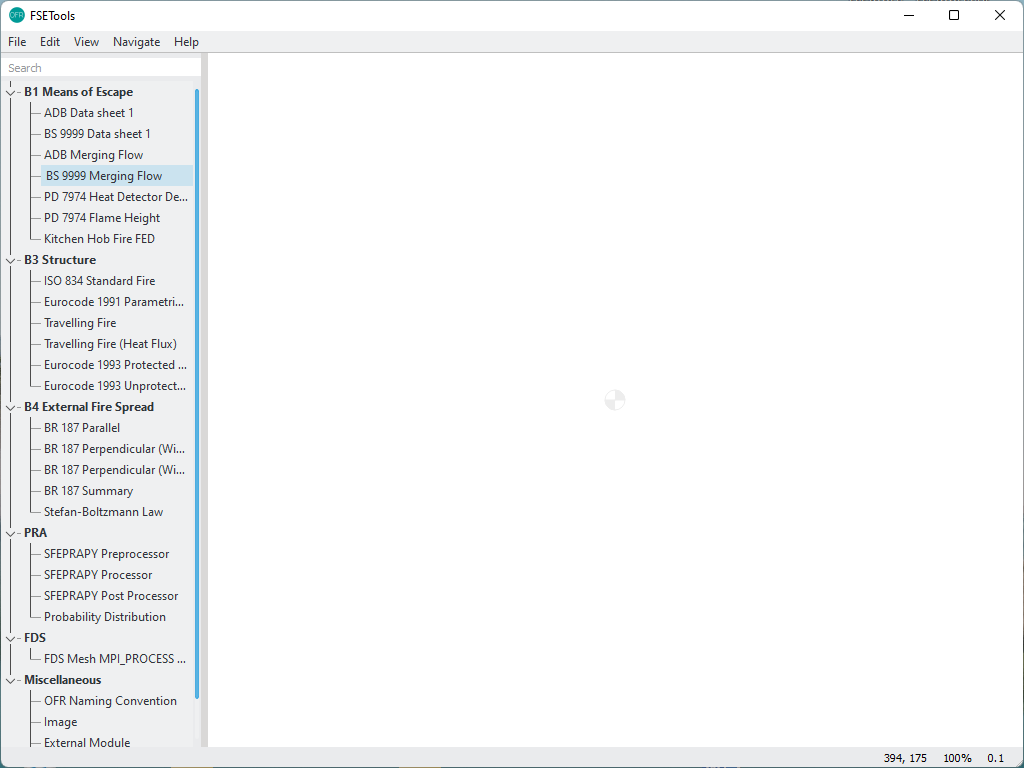 OFR FSETools
File Edit View Navigate Help
Search
B1 Means of Escape
ADB Data sheet 1
BS 9999 Data sheet 1
ADB Merging Flow
BS 9999 Merging Flow
PD 7974 Heat Detector De...
PD 7974 Flame Height
Kitchen Hob Fire FED
B3 Structure
ISO 834 Standard Fire
Eurocode 1991 Parametri...
Travelling Fire
Travelling Fire (Heat Flux)
Eurocode 1993 Protected ...
Eurocode 1993 Unprotect...
B4 External Fire Spread
BR 187 Parallel
BR 187 Perpendicular (Wi...
BR 187 Perpendicular (Wi...
BR 187 Summary
Stefan-Boltzmann Law
PRA
SFEPRAPY Preprocessor
SFEPRAPY Processor
SFEPRAPY Post Processor
Probability Distribution
FDS
FDS Mesh MPI_PROCESS ...
Miscellaneous
OFR Naming Convention
Image
External Module
394, 175 100% 0.1